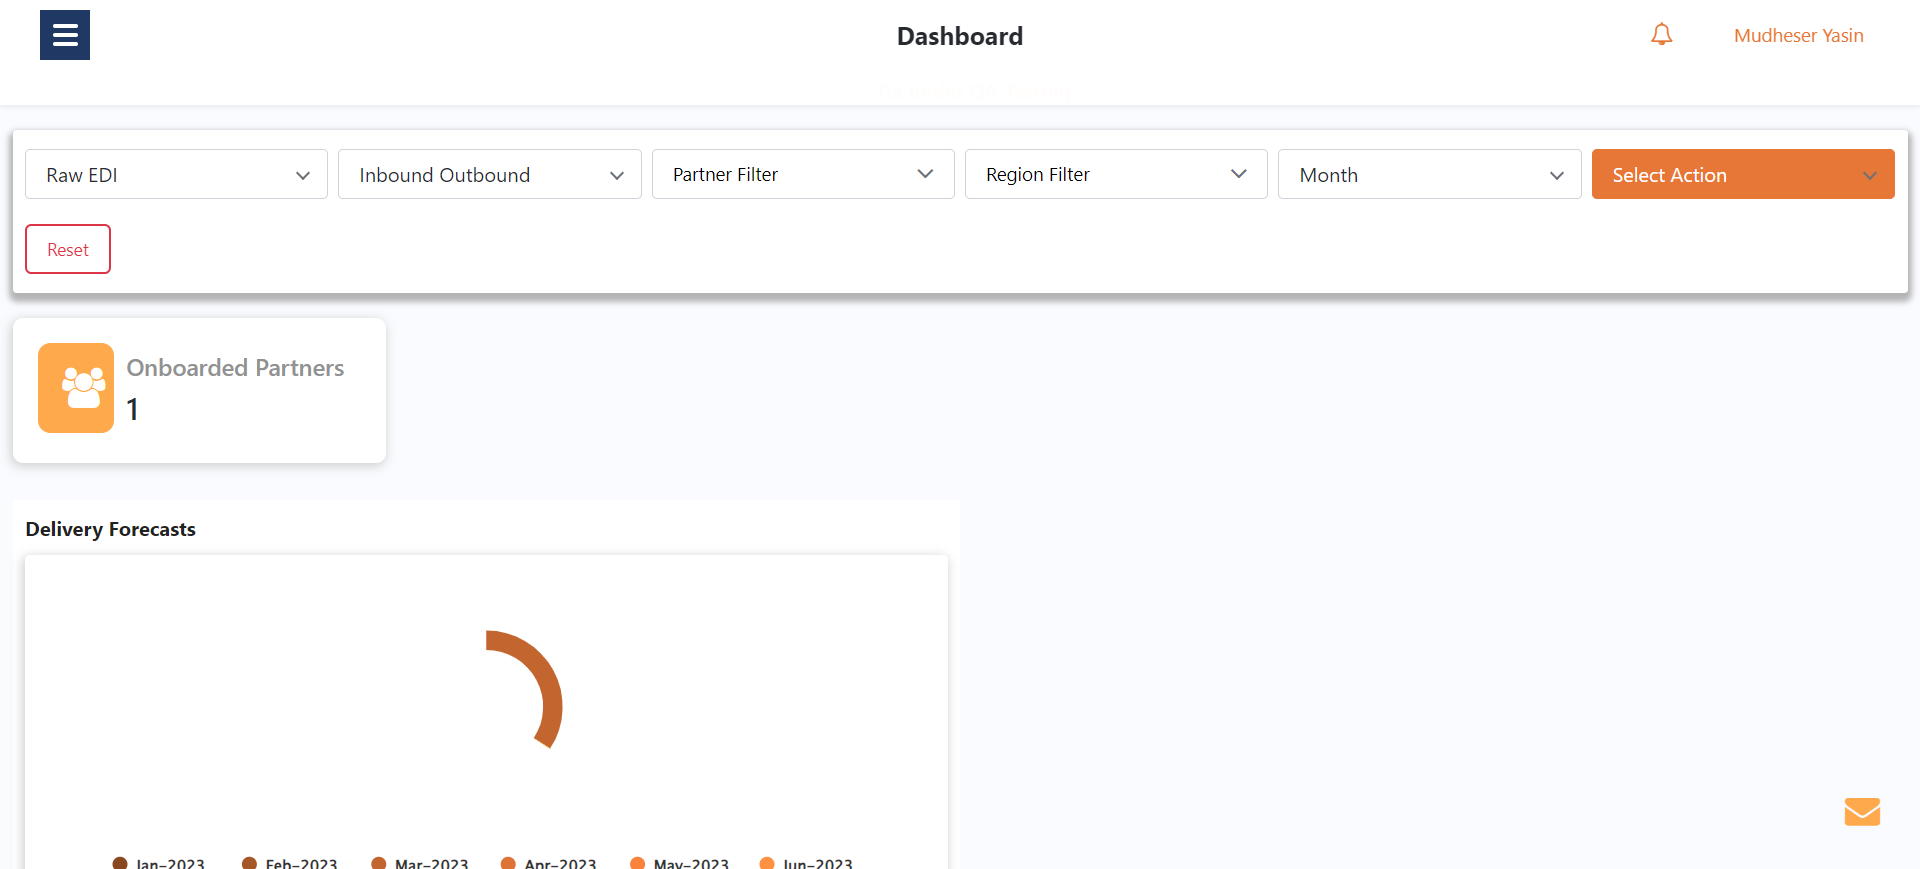 Dashboard
Mudheser Yasin
Raw EDI
Inbound Outbound
Partner Filter
Region Filter
Month
Select Action
Reset
Onboarded Partners
1
Delivery Forecasts
Jan-2023
Feb-2023
Mar-2023
Apr-2023
May-2023
Jun-2023